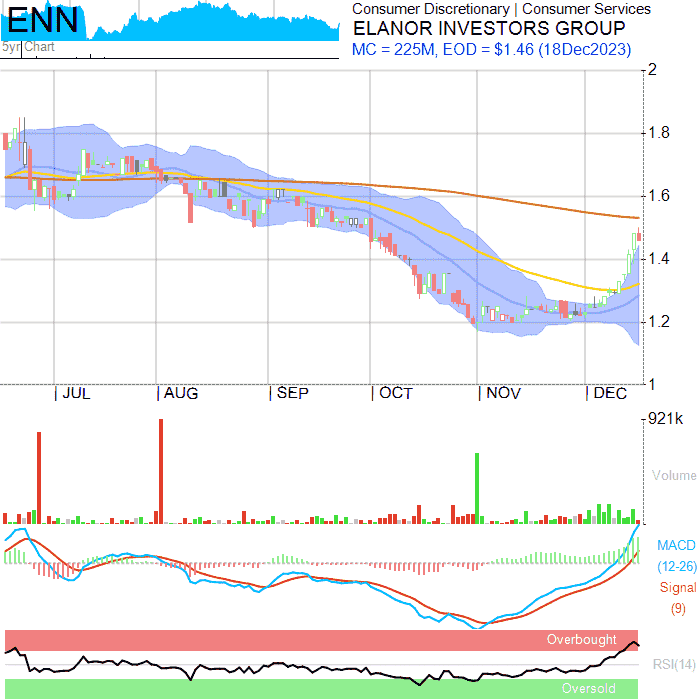 ENN
5yr Chart
Consumer Discretionary | Consumer Services
ELANOR INVESTORS GROUP
MC = 225M, EOD = $1.46 (18Dec2023)
2
1.8
1.6
1.4
1.2
1
JUL AUG SEP OCT NOV DEC
921k
Volume
MACD
(12-26)
Signal
(9)
Overbought
RSI(14)
Oversold